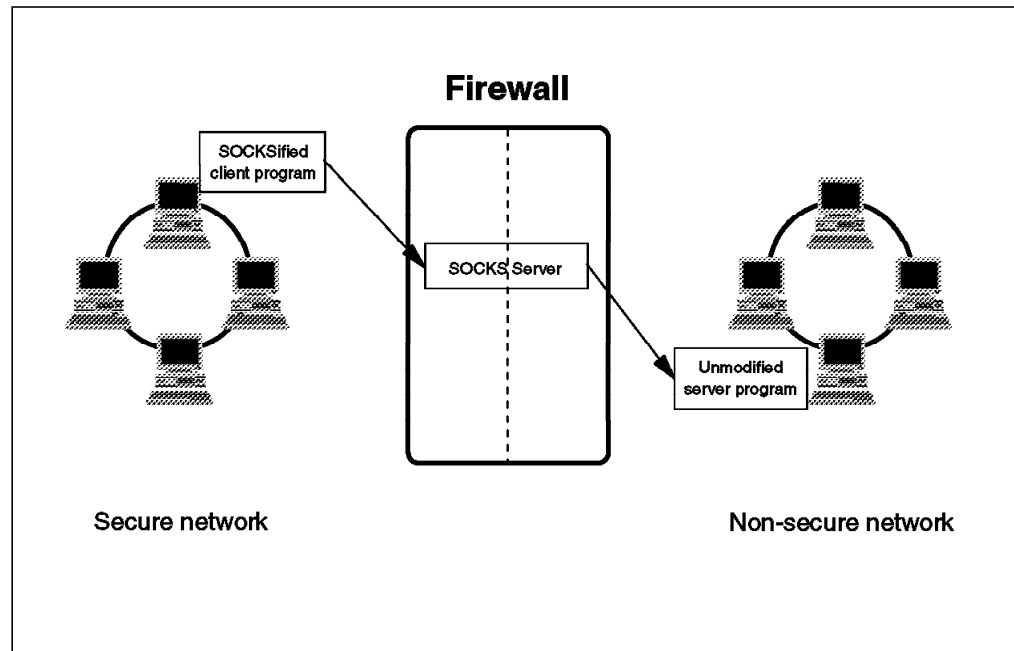 Firewall
SOCKSified
client program
SOCKS Server
Unmodified
server program
Secure network
Non-secure network